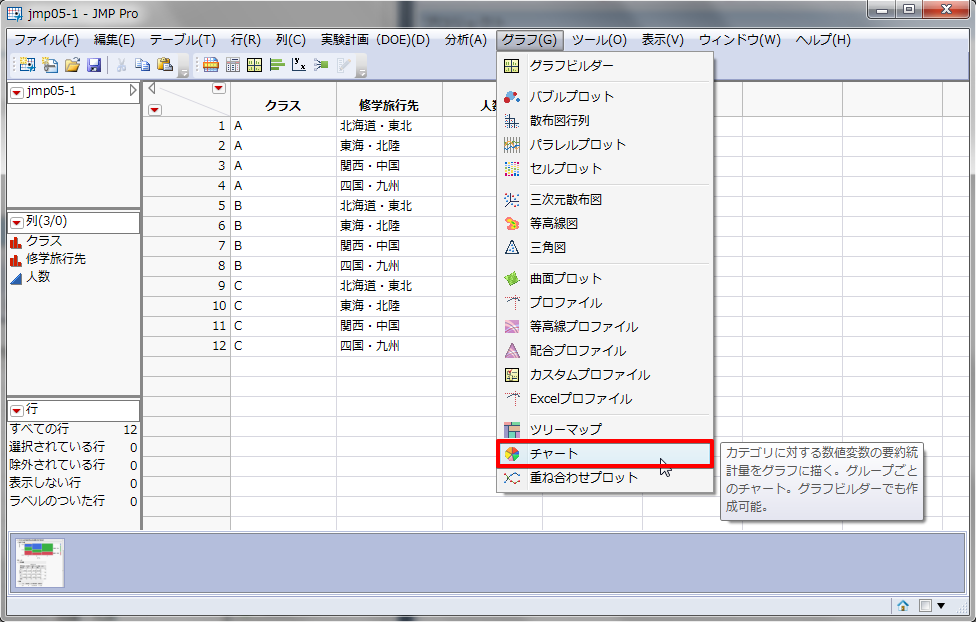 jmp05-1 - JMP Pro
ファイル(F) 編集(E) テーブル(T) 行(R) 列(C) 実験計画（DOE)(D) 分析(A) グラフ(G) ツール(O) 表示(V) ウィンドウ(W) ヘルプ(H)
jmp05-1
クラス 修学旅行先
1 A 北海道・東北
2 A 東海・北陸
3 A 関西・中国
4 A 四国・九州
5 B 北海道・東北
6 B 東海・北陸
7 B 関西・中国
8 B 四国・九州
9 C 北海道・東北
10 C 東海・北陸
11 C 関西・中国
12 C 四国・九州
列(3/0)
クラス
修学旅行先
人数
行
すべての行 12
選択されている行 0
除外されている行 0
表示しない行 0
ラベルのついた行 0
グラフビルダー
バブルプロット
散布図行列
パラレルプロット
セルプロット
三次元散布図
等高線図
三角図
曲面プロット
プロファイル
等高線プロファイル
配合プロファイル
カスタムプロファイル
Excelプロファイル
ツリーマップ
チャート
重ね合わせプロット
カテゴリに対する数値変数の要約統
計量をグラフに描く。グループごと
のチャート。グラフビルダーでも作
成可能。